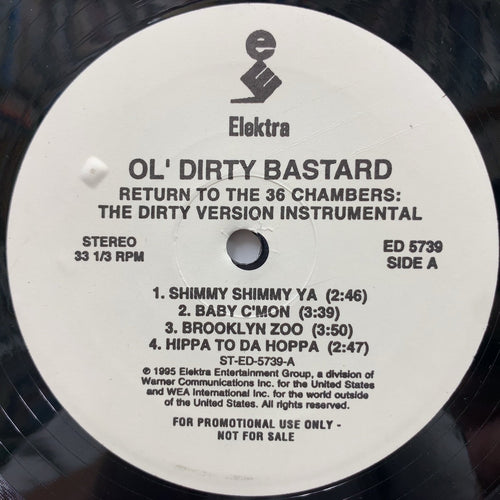 Elektra
OL' DIRTY BASTARD
RETURN TO THE 36 CHAMBERS:
THE DIRTY VERSION INSTRUMENTAL
STEREO
33 1/3 RPM
ED 5739
SIDE A
1. SHIMMY SHIMMY YA (2:46)
2. BABY C'MON (3:39)
3. BROOKLYN ZOO (3:50)
4. HIPPA TO DA HOPPA (2:47)
ST-ED-5739-A
℗ 1995 Elektra Entertainment Group, a division of
Warner Communications Inc. for the United States
and WEA International Inc. for the world outside
of the United States. All rights reserved.
FOR PROMOTIONAL USE ONLY -
NOT FOR SALE